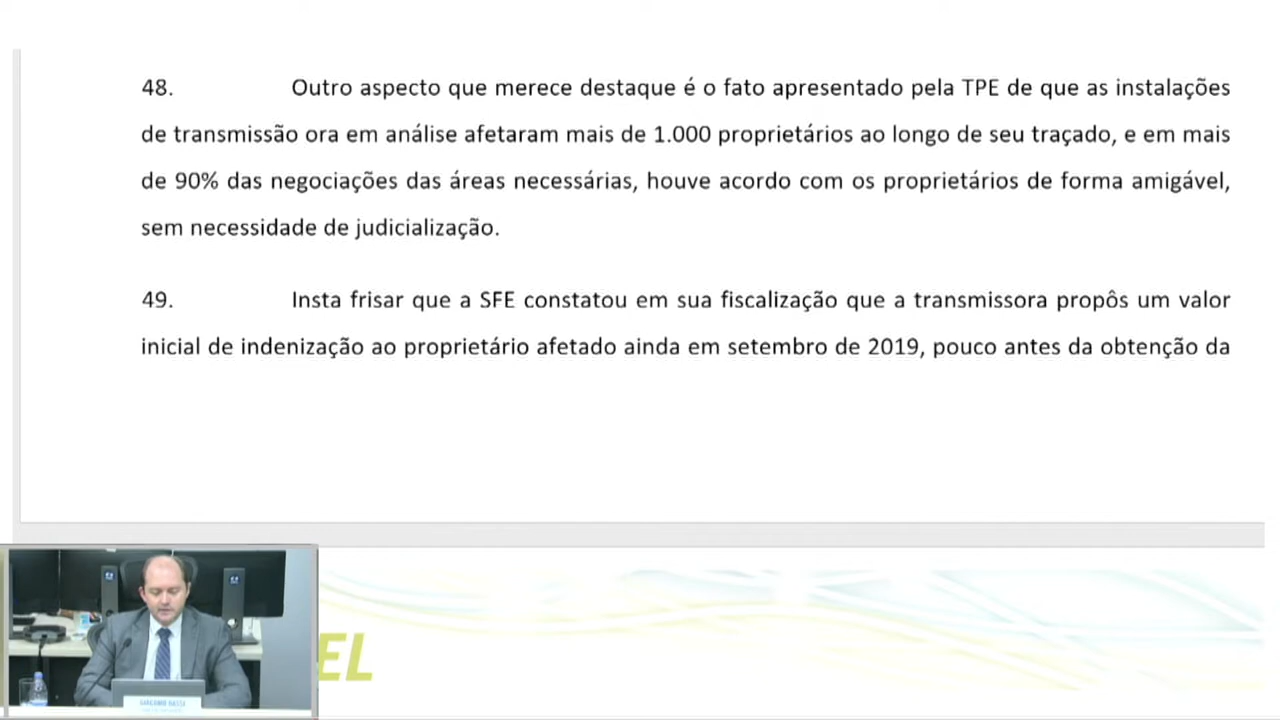 48. Outro aspecto que merece destaque é o fato apresentado pela TPE de que as instalações
de transmissão ora em análise afetaram mais de 1.000 proprietários ao longo de seu traçado, e em mais
de 90% das negociações das áreas necessárias, houve acordo com os proprietários de forma amigável,
sem necessidade de judicialização.
49. Insta frisar que a SFE constatou em sua fiscalização que a transmissora propôs um valor
inicial de indenização ao proprietário afetado ainda em setembro de 2019, pouco antes da obtenção da
EL